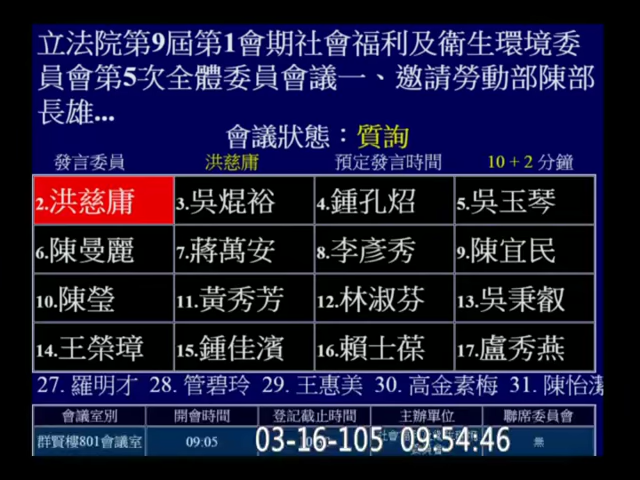 立法院第9屆第1會期社會福利及衛生環境委
員會第5次全體委員會議一、邀請勞動部陳部
長雄...
會議狀態：質詢
發言委員 洪慈庸 預定發言時間 10 + 2 分鐘
2.洪慈庸 3.吳焜裕 4.鍾孔炤 5.吳玉琴
6.陳曼麗 7.蔣萬安 8.李彥秀 9.陳宜民
10.陳瑩 11.黃秀芳 12.林淑芬 13.吳秉叡
14.王榮璋 15.鍾佳濱 16.賴士葆 17.盧秀燕
27. 羅明才 28. 管碧玲 29. 王惠美 30. 高金素梅 31. 陳怡潔
會議室別 開會時間 登記截止時間 主辦單位 聯席委員會
群賢樓801會議室 09:05 無
03-16-105 09:54:46